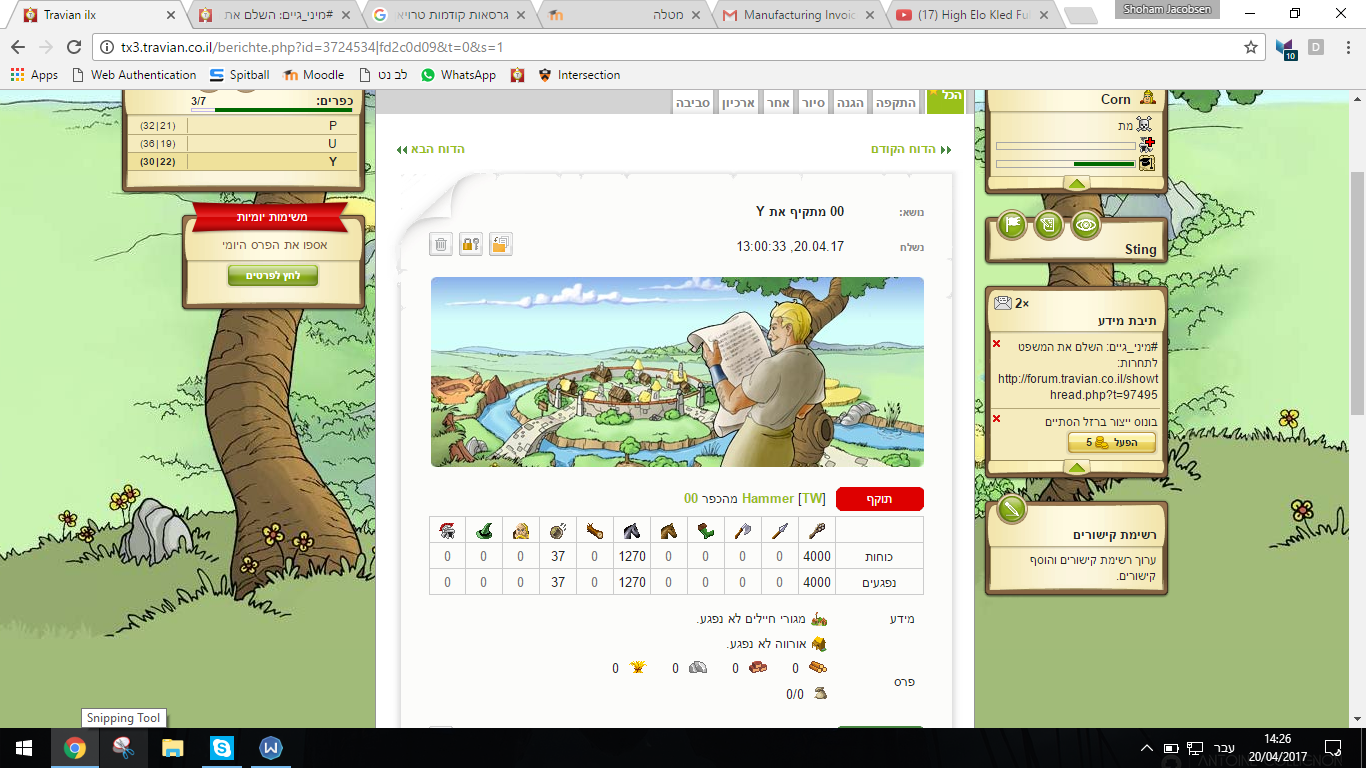 Shoham Jacobsen
Travian ilx
#מיני_גיים: השלם את
גרסאות קודמות טרויא
מטלה
Manufacturing Invoic
(17) High Elo Kled Ful
tx3.travian.co.il/berichte.php?id=3724534|fd2c0d09&t=0&s=1
10
Apps
Web Authentication
Spitball
Moodle
לב נט
WhatsApp
Intersection
כפרים: 3/7
P (32|21)
U (36|19)
Y (30|22)
משימות יומיות
אספו את הפרס היומי
לחץ לפרטים
הכל
התקפה
הגנה
סיור
אחר
ארכיון
סביבה
הדוח הקודם
הדוח הבא
נושא: 00 מתקיף את Y
נשלח 20.04.17, 13:00:33
תוקף
[TW] Hammer מהכפר 00
כוחות 4000 0 0 0 0 1270 0 37 0 0 0
נפגעים 4000 0 0 0 0 1270 0 37 0 0 0
מידע מגורי חיילים לא נפגע.
אורווה לא נפגע.
פרס 0 0 0 0
0/0
Corn
מת
Sting
2×
תיבת מידע
#מיני_גיים: השלם את המשפט
לתחרות:
http://forum.travian.co.il/showt
hread.php?t=97495
בונוס ייצור ברזל הסתיים
הפעל 5
רשימת קישורים
ערוך רשימת קישורים והוסף
קישורים.
Snipping Tool
עבר
14:26
20/04/2017